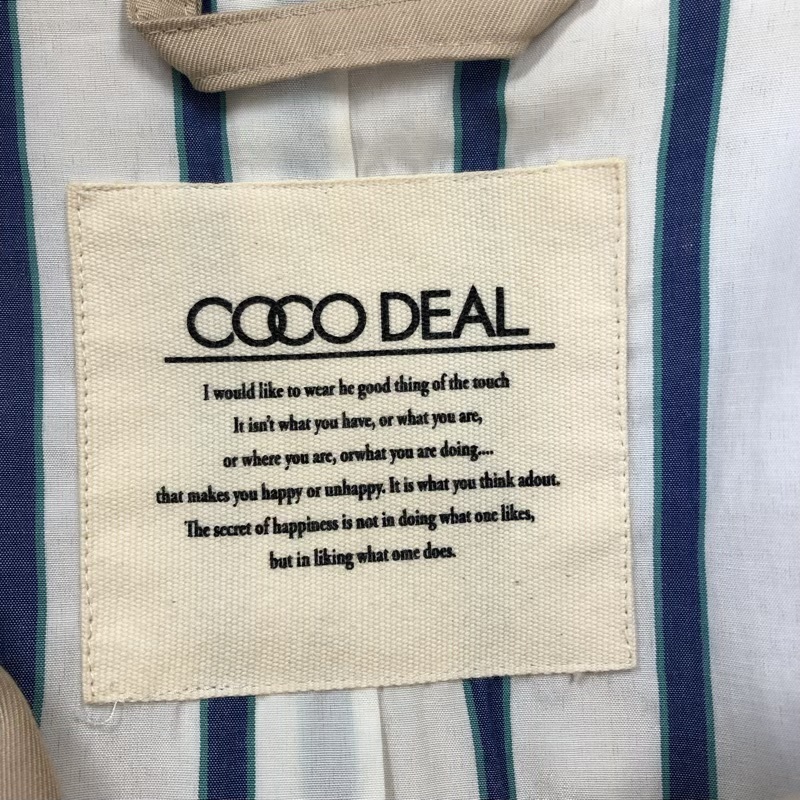 COCO DEAL
I would like to wear he good thing of the touch
It isn't what you have, or what you are,
or where you are, orwhat you are doing....
that makes you happy or unhappy. It is what you think adout.
The secret of happiness is not in doing what one likes,
but in liking what ome does.